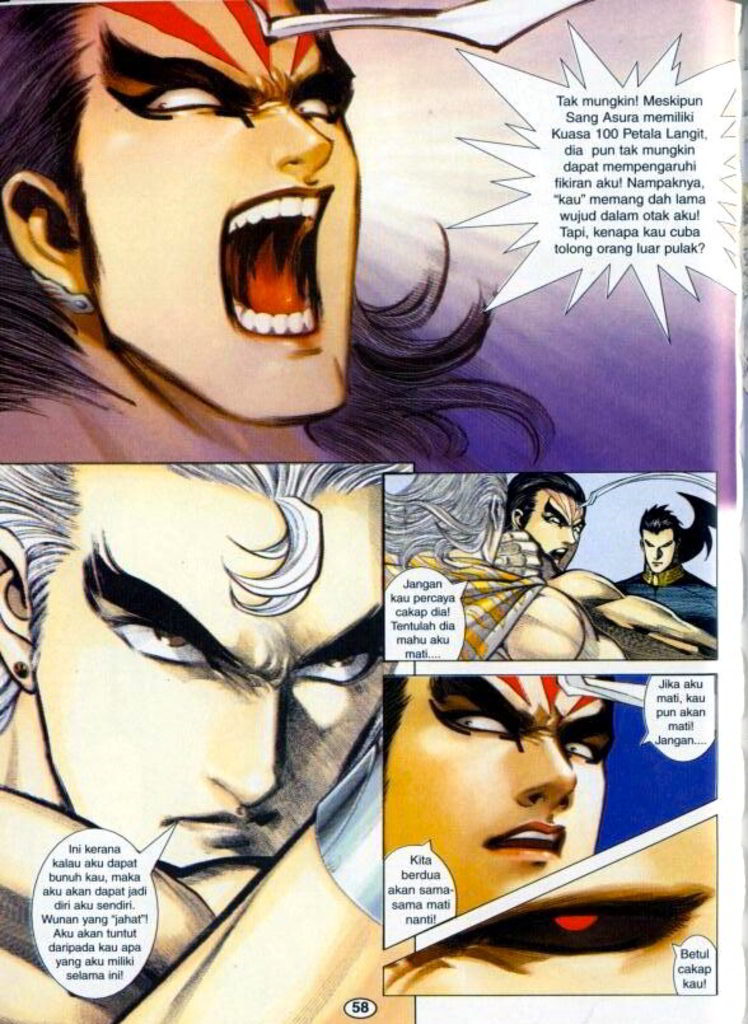 Tak mungkin! Meskipun
Sang Asura memiliki
Kuasa 100 Petala Langit,
dia pun tak mungkin
dapat mempengaruhi
fikiran aku! Nampaknya,
"kau" memang dah lama
wujud dalam otak aku!
Tapi, kenapa kau cuba
tolong orang luar pulak?
Ini kerana
kalau aku dapat
bunuh kau, maka
aku akan dapat jadi
diri aku sendiri.
Wunan yang "jahat"!
Aku akan tuntut
daripada kau apa
yang aku miliki
selama ini!
Jangan
kau percaya
cakap dia!
Tentulah dia
mahu aku
mati....
Jika aku
mati, kau
pun akan
mati!
Jangan....
Kita
berdua
akan sama-
sama mati
nanti!
Betul
cakap
kau!
58